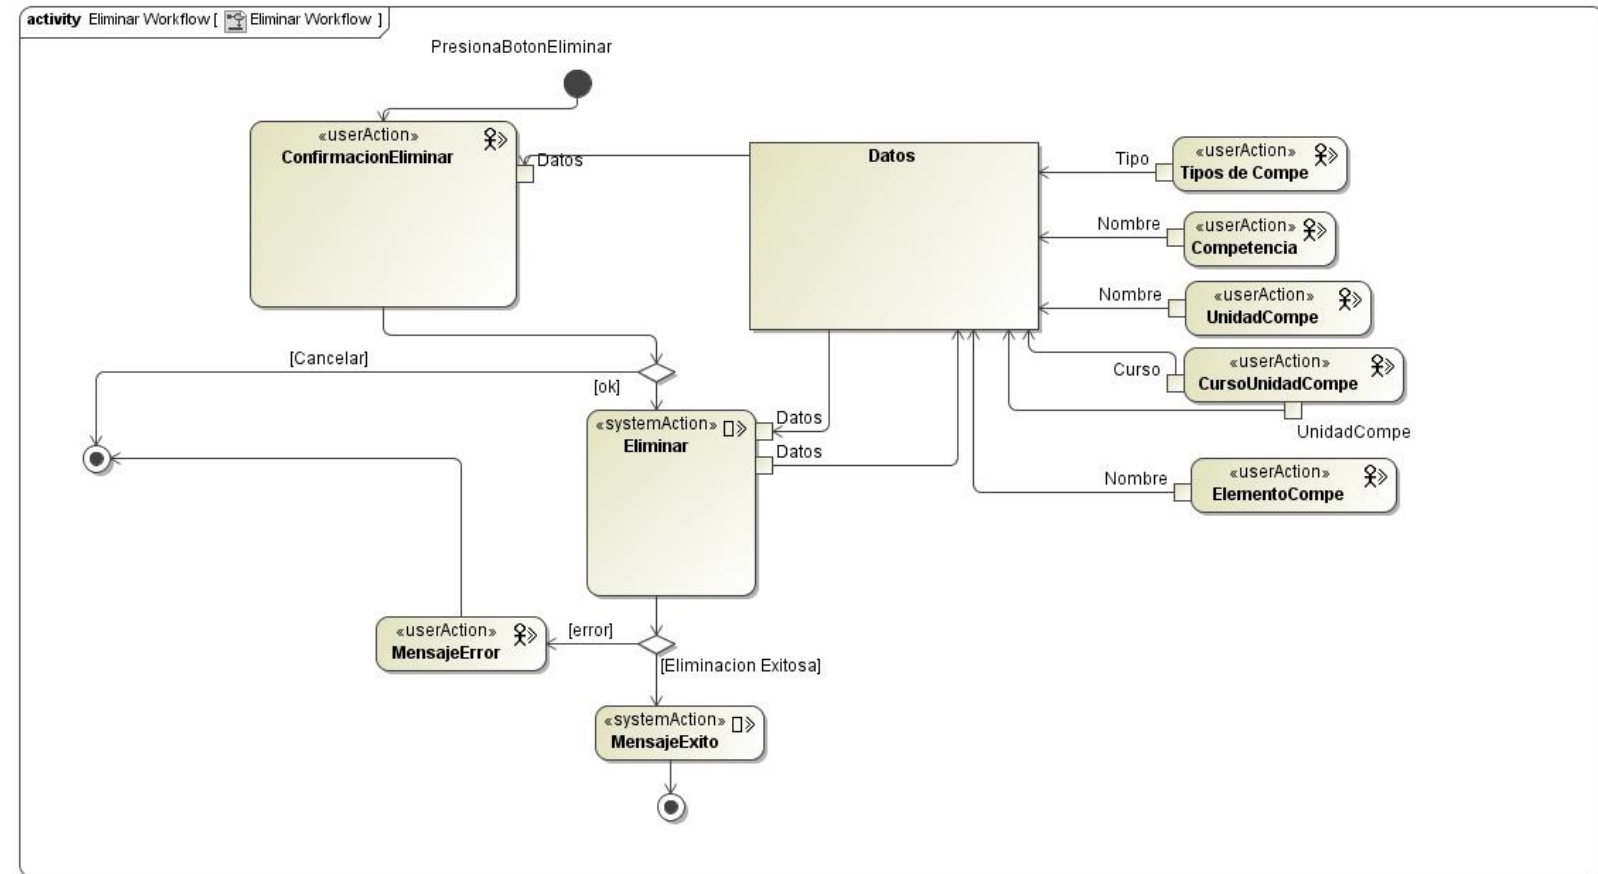 activity Eliminar Workflow [ Eliminar Workflow ]
PresionaBotonEliminar
«userAction»
ConfirmacionEliminar
Datos
Datos
Tipo
«userAction»
Tipos de Compe
Nombre
«userAction»
Competencia
Nombre
«userAction»
UnidadCompe
Curso
«userAction»
CursoUnidadCompe
UnidadCompe
Nombre
«userAction»
ElementoCompe
[Cancelar]
[ok]
«systemAction»
Eliminar
Datos
Datos
«userAction»
MensajeError
[error]
[Eliminacion Exitosa]
«systemAction»
MensajeExito